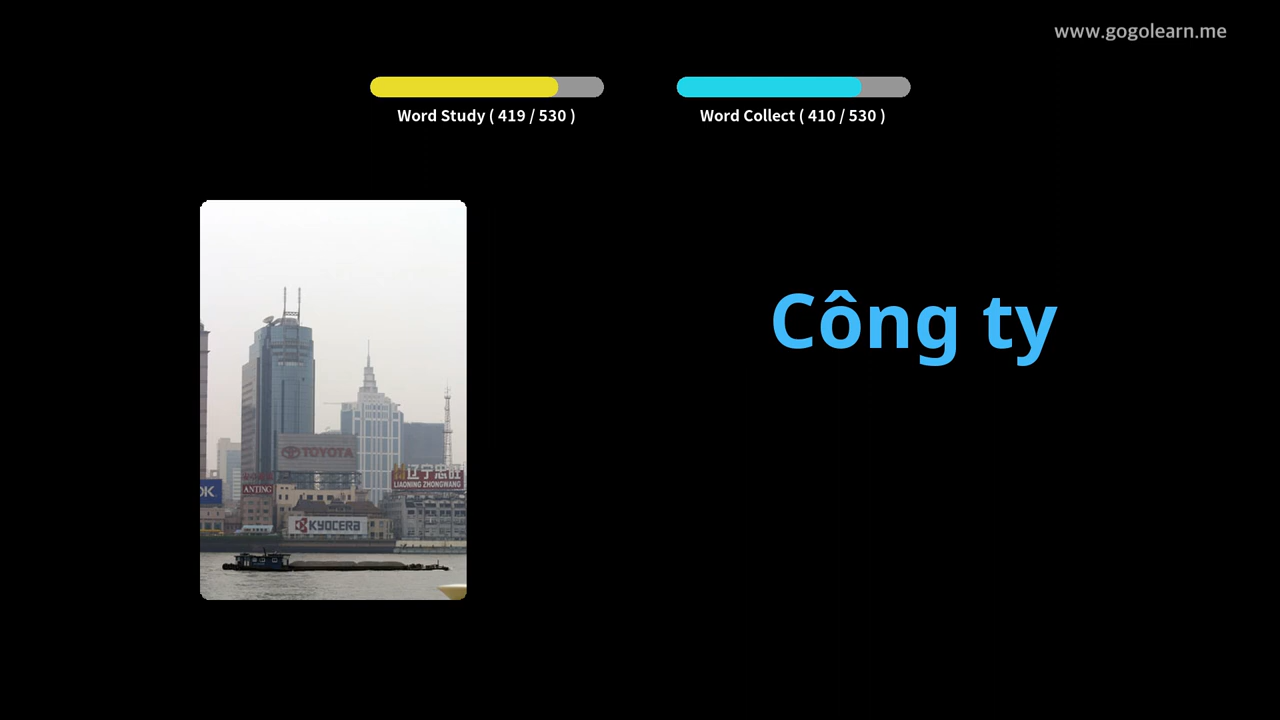 www.gogolearn.me
Word Study ( 419 / 530 )
Word Collect ( 410 / 530 )
Công ty
TOYOTA
辽宁忠旺
LIAONING ZHONGWANG
ANTING
OK
KYOCERA